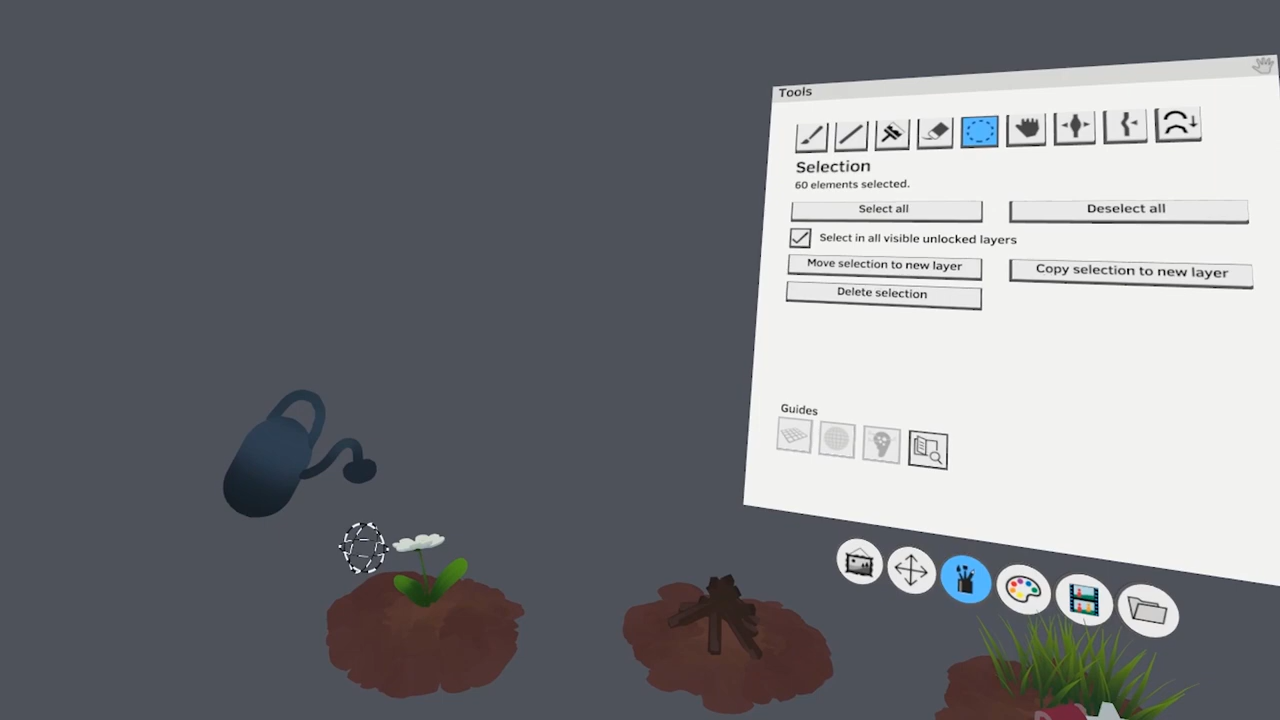 Tools
Selection
60 elements selected.
Select all
Deselect all
Select in all visible unlocked layers
Move selection to new layer
Copy selection to new layer
Delete selection
Guides